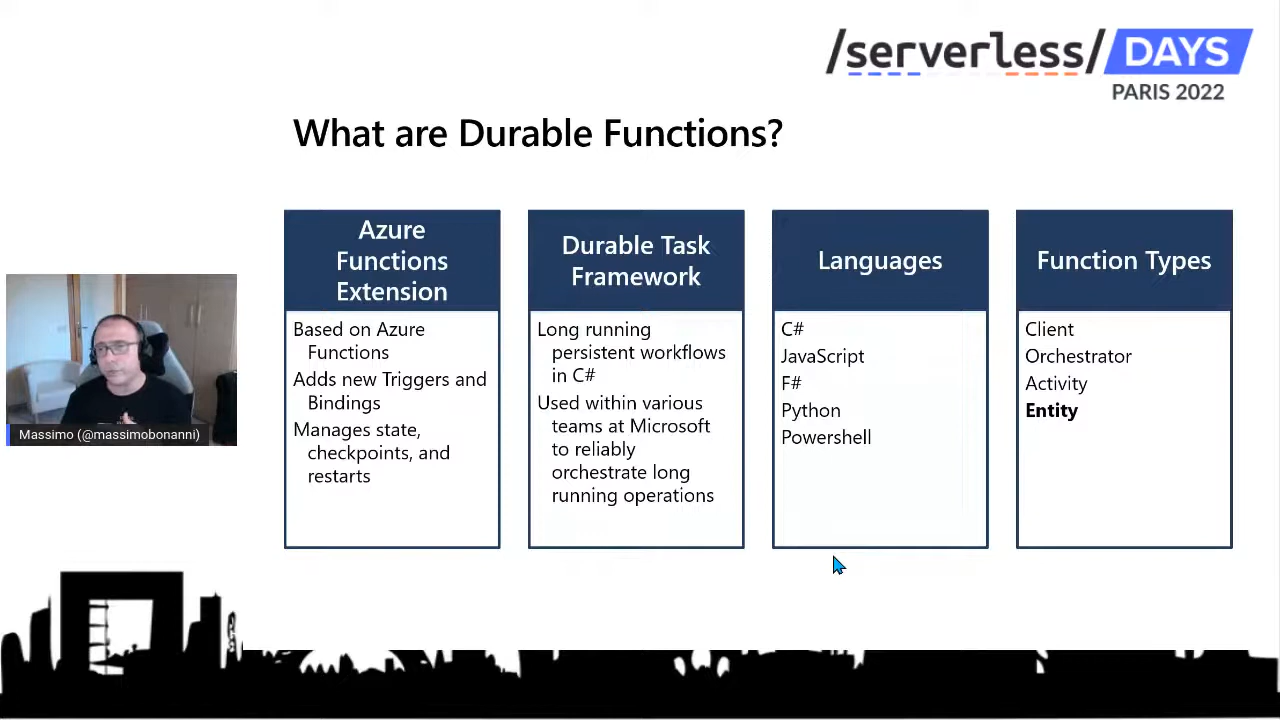 /serverless/ DAYS
PARIS 2022
What are Durable Functions?
Azure
Functions
Extension
Based on Azure
Functions
Adds new Triggers and
Bindings
Manages state,
checkpoints, and
restarts
Durable Task
Framework
Long running
persistent workflows
in C#
Used within various
teams at Microsoft
to reliably
orchestrate long
running operations
Languages
C#
JavaScript
F#
Python
Powershell
Function Types
Client
Orchestrator
Activity
Entity
Massimo (@massimobonanni)